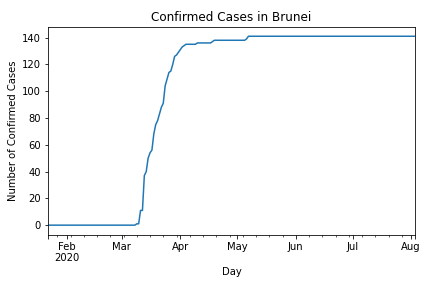 Confirmed Cases in Brunei
140
120
100
80
60
40
20
0
Number of Confirmed Cases
Feb Mar Apr May Jun Jul Aug
2020
Day